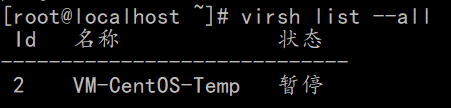 [root@localhost ~]# virsh list --all
Id 名称 状态
-----------------------------
2 VM-CentOS-Temp 暂停